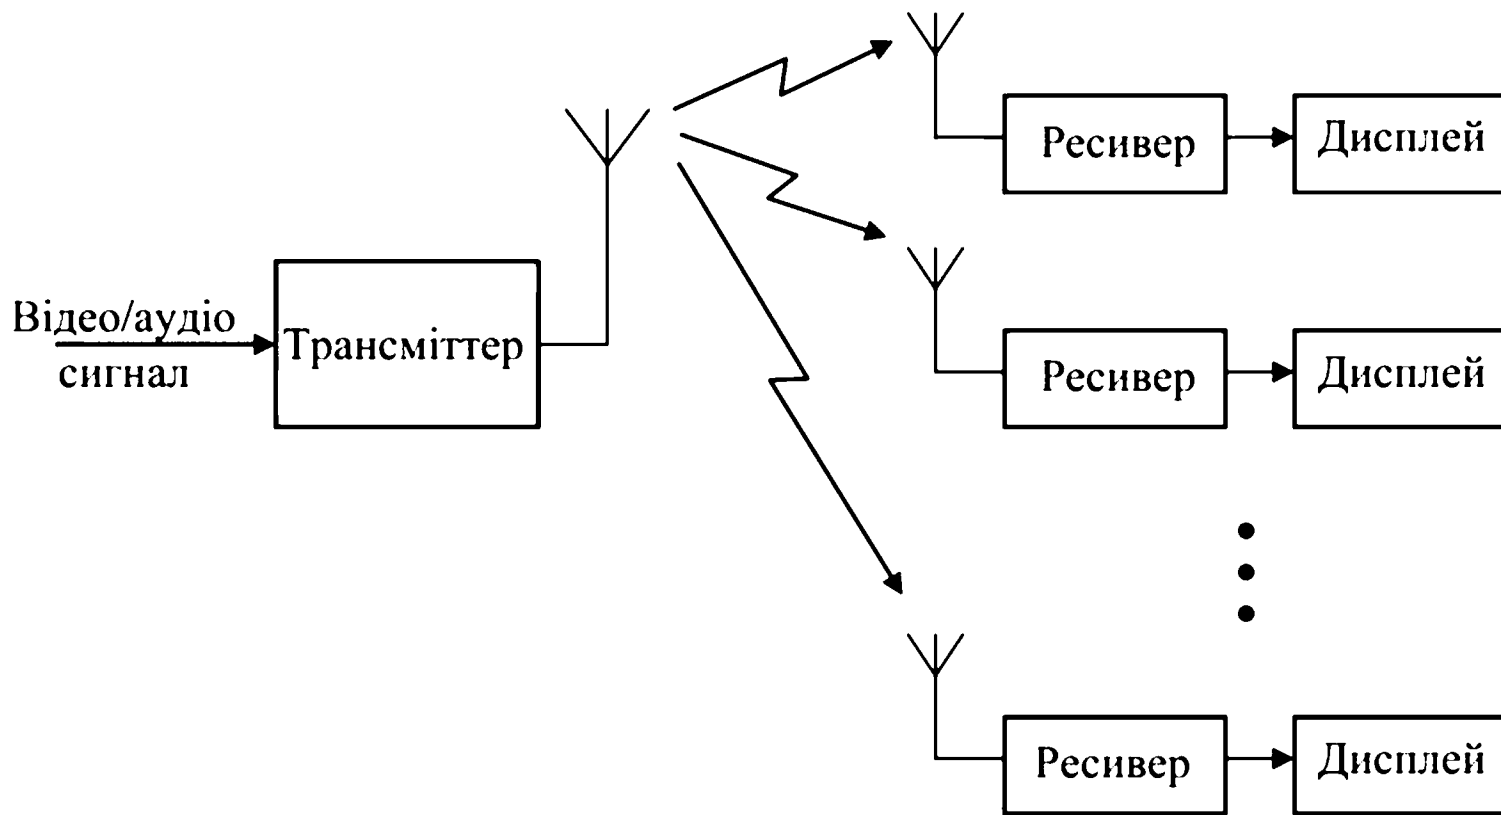 Ресивер
Дисплей
Відео/аудіо
сигнал
Трансміттер
Ресивер
Дисплей
Ресивер
Дисплей